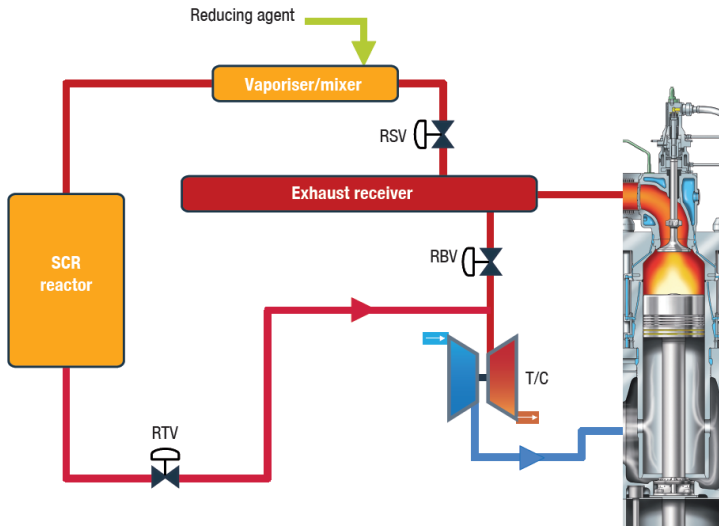 Reducing agent
Vaporiser/mixer
RSV
Exhaust receiver
SCR
reactor
RBV
T/C
RTV